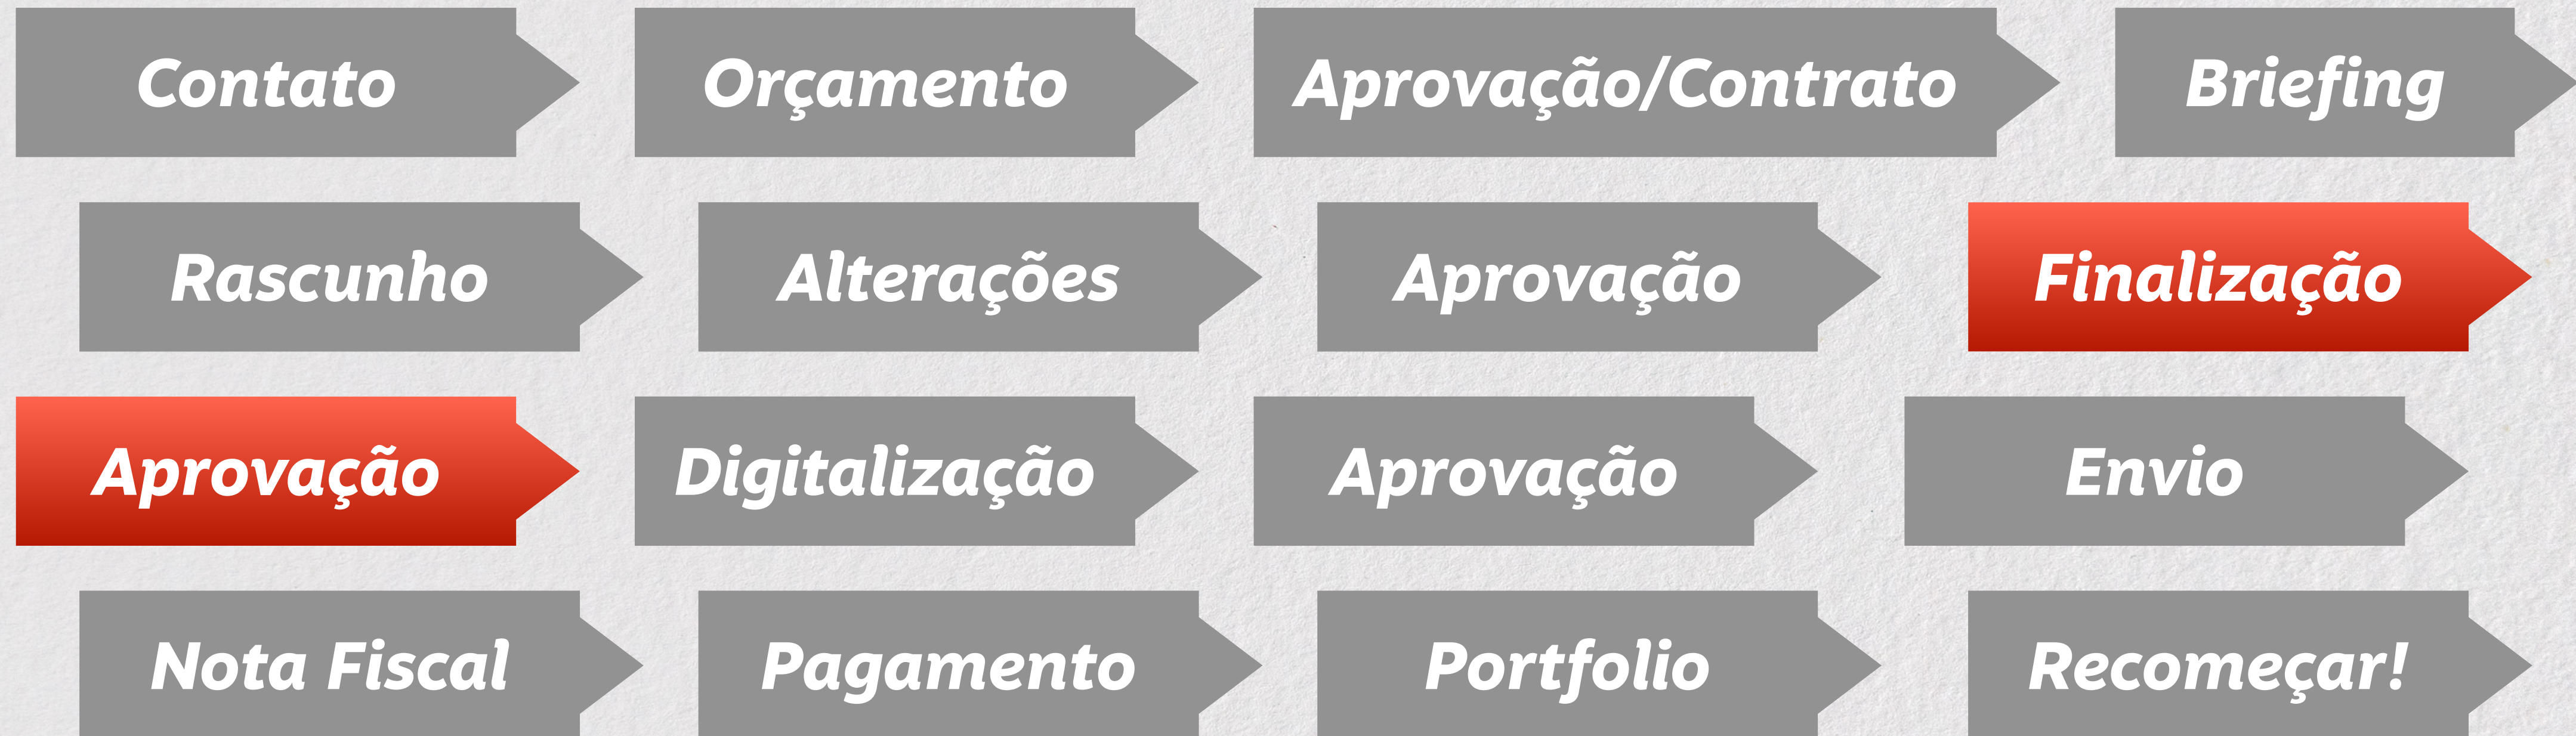 Contato
Orçamento
Aprovação/Contrato
Briefing
Rascunho
Alterações
Aprovação
Finalização
Aprovação
Digitalização
Aprovação
Envio
Nota Fiscal
Pagamento
Portfolio
Recomeçar!